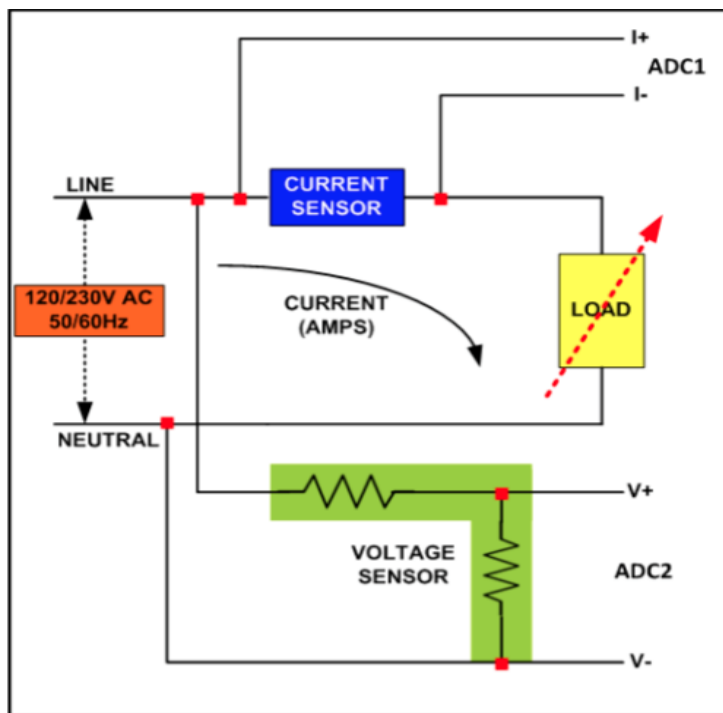 I+
ADC1
I-
LINE
CURRENT
SENSOR
120/230V AC
50/60Hz
CURRENT
(AMPS)
LOAD
NEUTRAL
V+
VOLTAGE
SENSOR
ADC2
V-